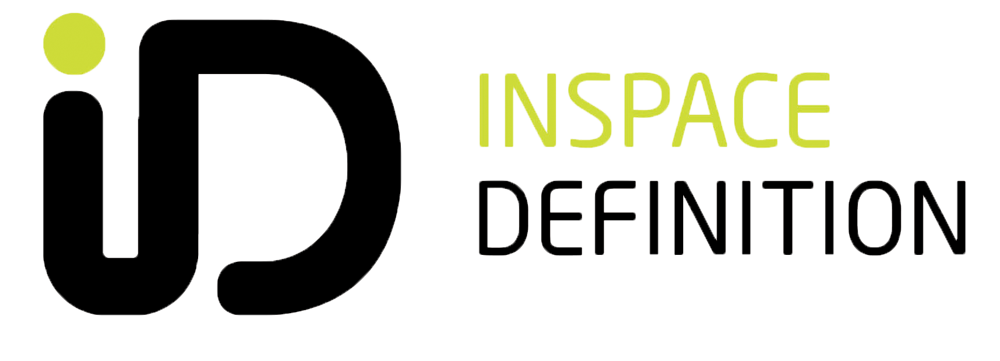 iD
INSPACE
DEFINITION